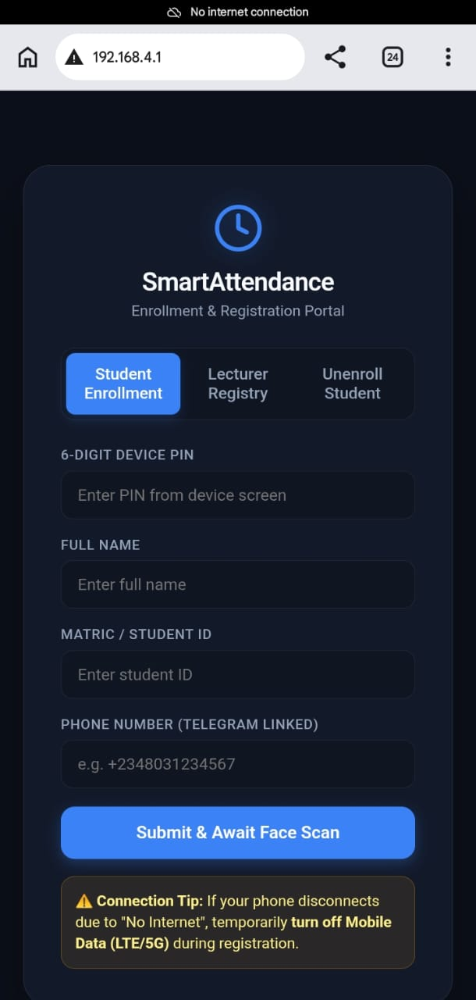 No internet connection
192.168.4.1
24
SmartAttendance
Enrollment & Registration Portal
Student
Enrollment
Lecturer
Registry
Unenroll
Student
6-DIGIT DEVICE PIN
Enter PIN from device screen
FULL NAME
Enter full name
MATRIC / STUDENT ID
Enter student ID
PHONE NUMBER (TELEGRAM LINKED)
e.g. +2348031234567
Submit & Await Face Scan
⚠️ Connection Tip: If your phone disconnects
due to "No Internet", temporarily turn off Mobile
Data (LTE/5G) during registration.